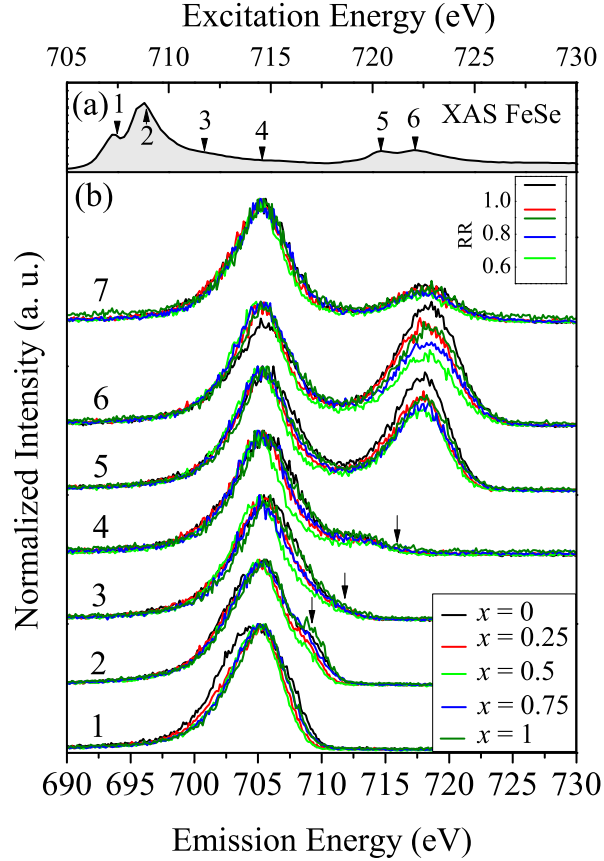 Excitation Energy (eV)
705 710 715 720 725 730
(a)
1
2
3
4
5
6
XAS FeSe
(b)
1.0
0.8
0.6
RR
7
6
5
4
3
2
1
x = 0
x = 0.25
x = 0.5
x = 0.75
x = 1
Normalized Intensity (a. u.)
690 695 700 705 710 715 720 725 730
Emission Energy (eV)